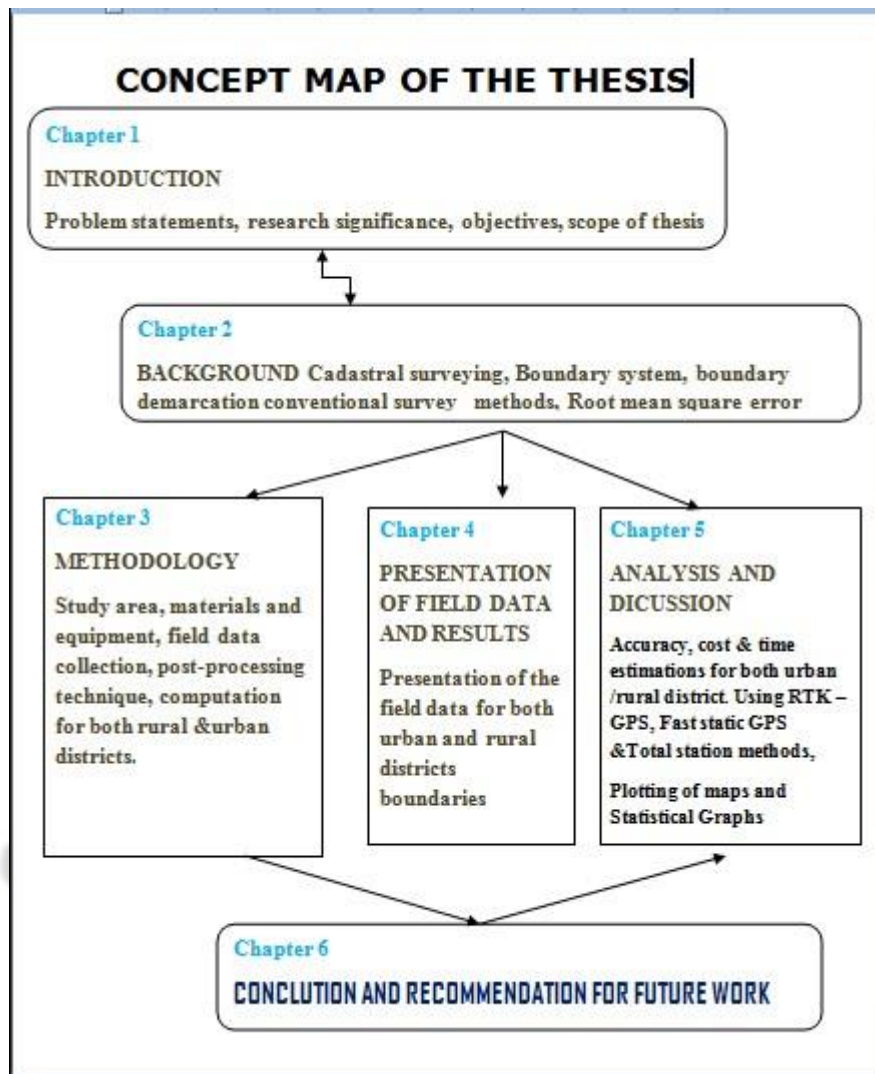 CONCEPT MAP OF THE THESIS
Chapter 1
INTRODUCTION
Problem statements, research significance, objectives, scope of thesis
Chapter 2
BACKGROUND Cadastral surveying, Boundary system, boundary
demarcation conventional survey methods, Root mean square error
Chapter 3
METHODOLOGY
Study area, materials and
equipment, field data
collection, post-processing
technique, computation
for both rural &urban
districts.
Chapter 4
PRESENTATION
OF FIELD DATA
AND RESULTS
Presentation of the
field data for both
urban and rural
districts
boundaries
Chapter 5
ANALYSIS AND
DICUSSION
Accuracy, cost & time
estimations for both urban
/rural district. Using RTK –
GPS, Fast static GPS
&Total station methods,
Plotting of maps and
Statistical Graphs
Chapter 6
CONCLUTION AND RECOMMENDATION FOR FUTURE WORK